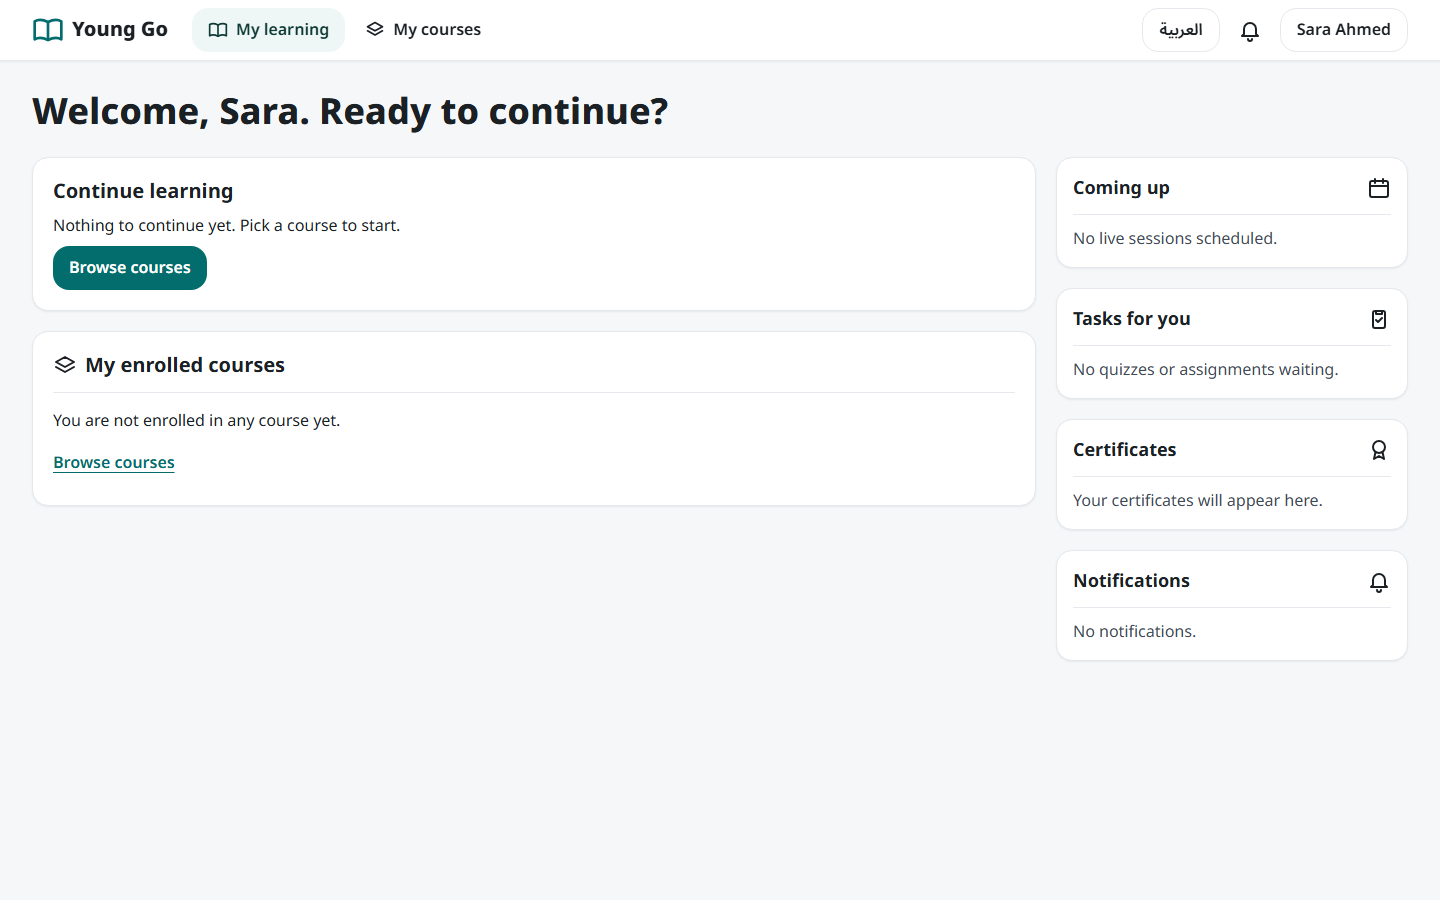 Young Go
My learning
My courses
العربية
Sara Ahmed
Welcome, Sara. Ready to continue?
Continue learning
Nothing to continue yet. Pick a course to start.
Browse courses
My enrolled courses
You are not enrolled in any course yet.
Browse courses
Coming up
No live sessions scheduled.
Tasks for you
No quizzes or assignments waiting.
Certificates
Your certificates will appear here.
Notifications
No notifications.